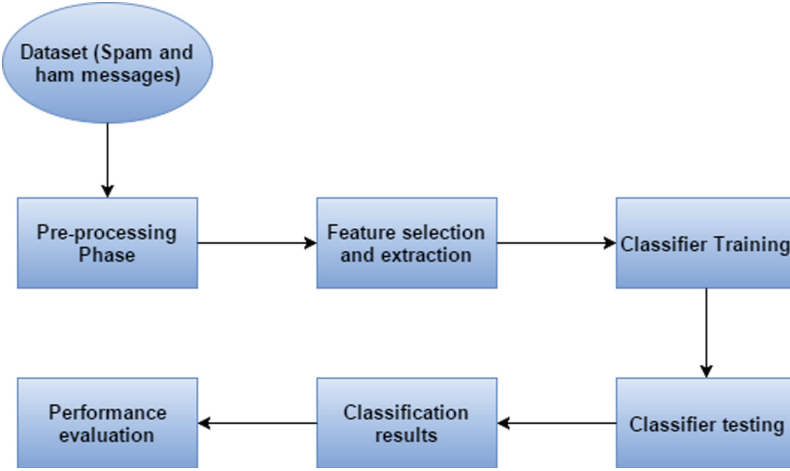 Dataset (Spam and
ham messages)
Pre-processing
Phase
Feature selection
and extraction
Classifier Training
Classifier testing
Classification
results
Performance
evaluation